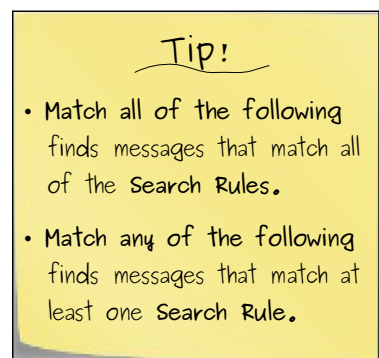 Tip!
• Match all of the following
finds messages that match all
of the Search Rules.
• Match any of the following
finds messages that match at
least one Search Rule.